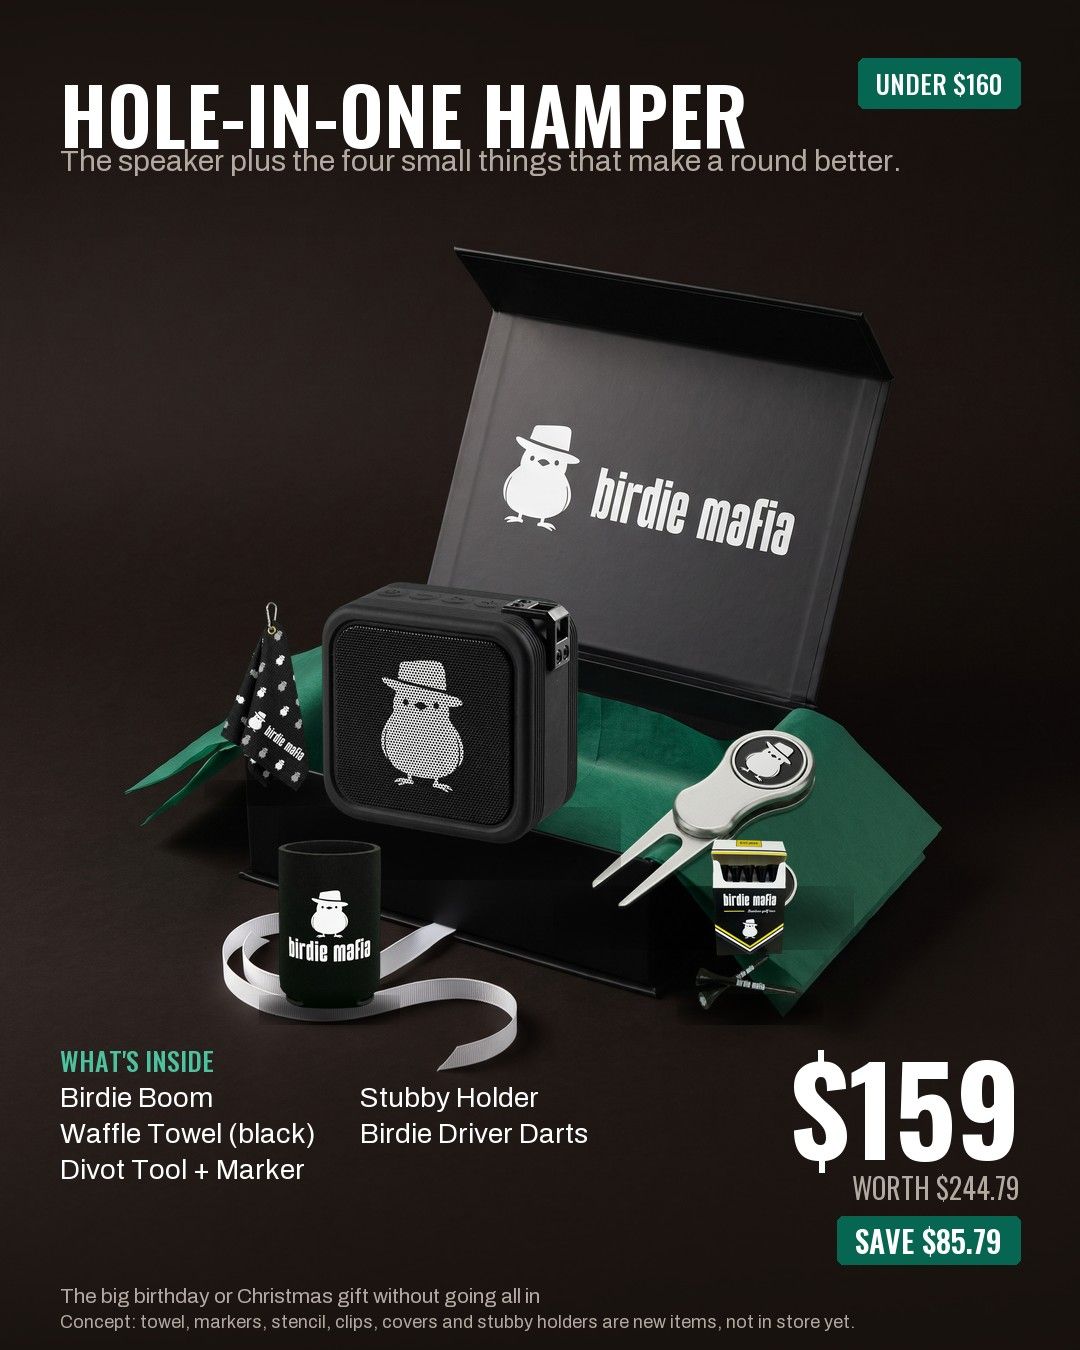 UNDER $160
HOLE-IN-ONE HAMPER
The speaker plus the four small things that make a round better.
birdie mafia
birdie mafia
birdie mafia
birdie mafia
WHAT'S INSIDE
Birdie Boom
Waffle Towel (black)
Divot Tool + Marker
Stubby Holder
Birdie Driver Darts
$159
WORTH $244.79
SAVE $85.79
The big birthday or Christmas gift without going all in
Concept: towel, markers, stencil, clips, covers and stubby holders are new items, not in store yet.